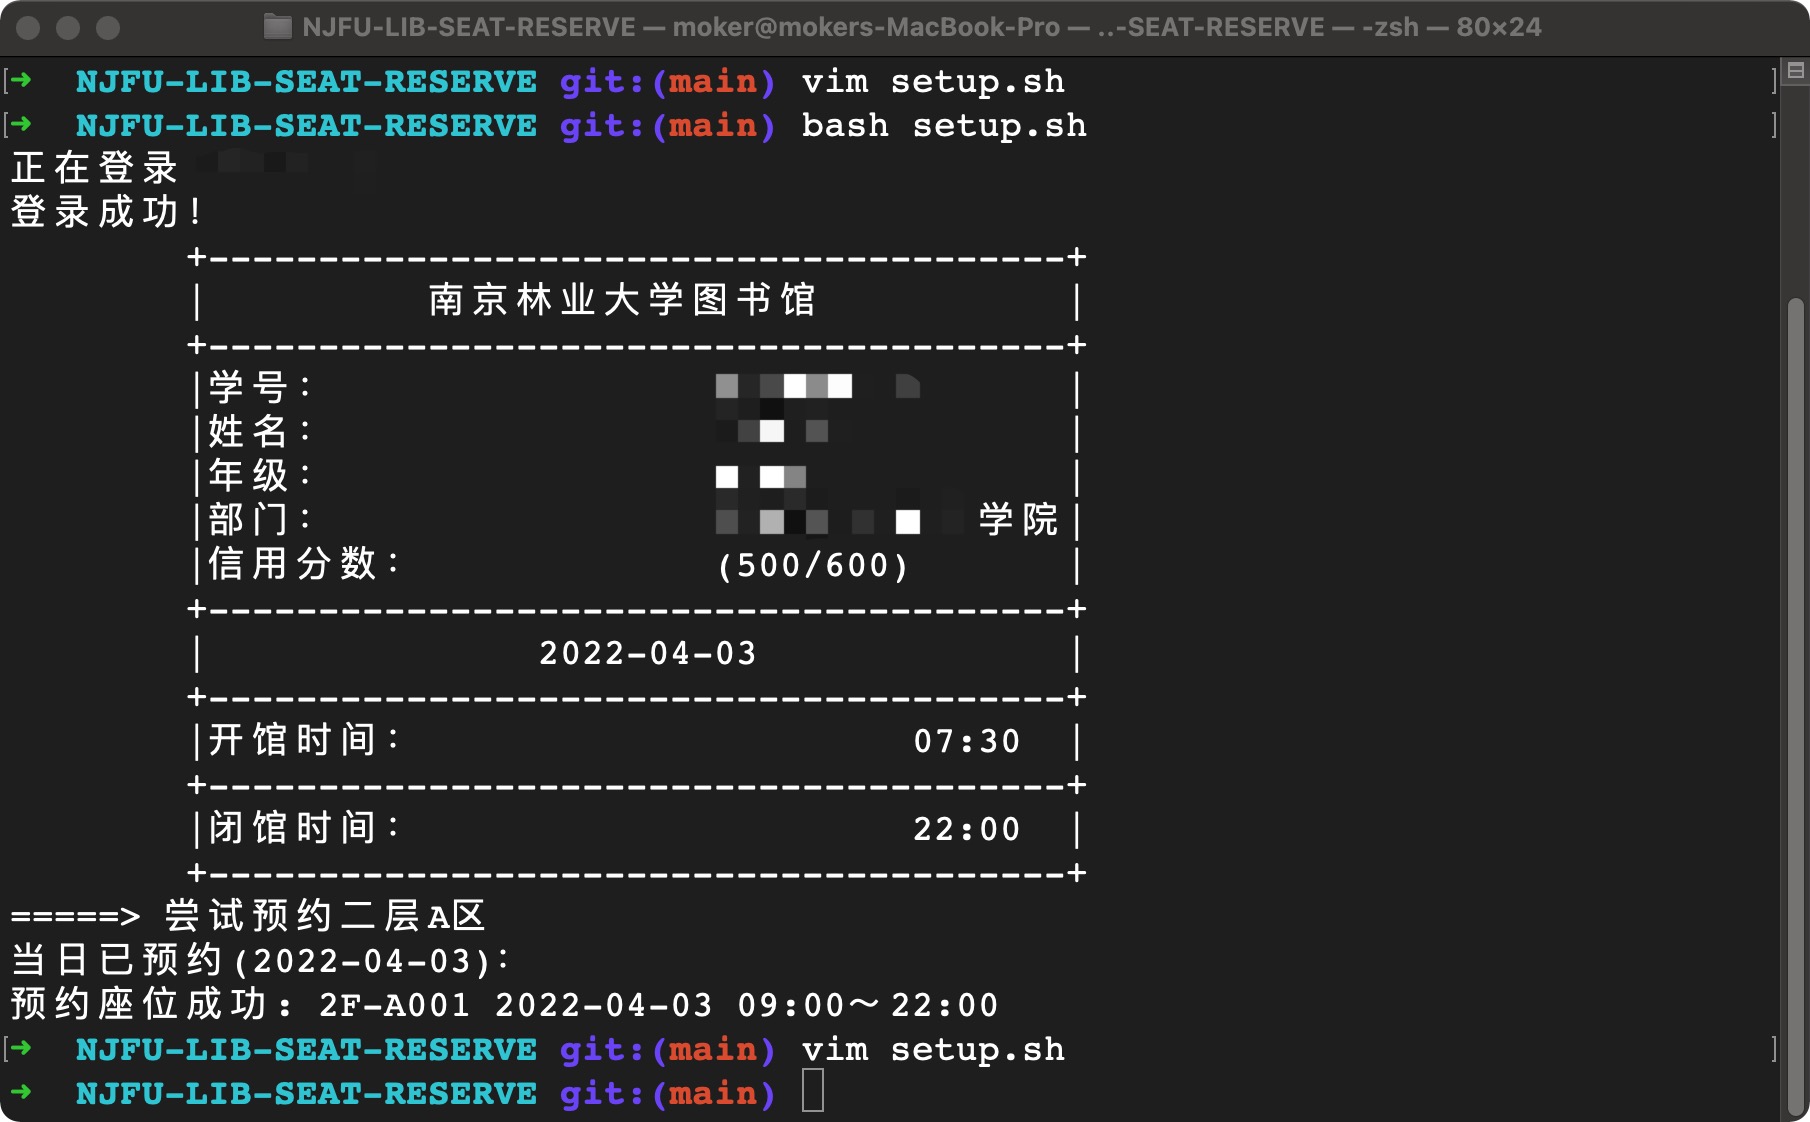 NJFU-LIB-SEAT-RESERVE — moker@mokers-MacBook-Pro — ..-SEAT-RESERVE — -zsh — 80×24
[➜  NJFU-LIB-SEAT-RESERVE git:(main) vim setup.sh ]
[➜  NJFU-LIB-SEAT-RESERVE git:(main) bash setup.sh ]
正在登录
登录成功!
+---------------------------------------+
| 南京林业大学图书馆 |
+---------------------------------------+
|学号: |
|姓名: |
|年级: |
|部门: 学院|
|信用分数: (500/600) |
+---------------------------------------+
| 2022-04-03 |
+---------------------------------------+
|开馆时间: 07:30 |
+---------------------------------------+
|闭馆时间: 22:00 |
+---------------------------------------+
=====> 尝试预约二层A区
当日已预约(2022-04-03):
预约座位成功: 2F-A001 2022-04-03 09:00～22:00
[➜  NJFU-LIB-SEAT-RESERVE git:(main) vim setup.sh ]
➜  NJFU-LIB-SEAT-RESERVE git:(main)